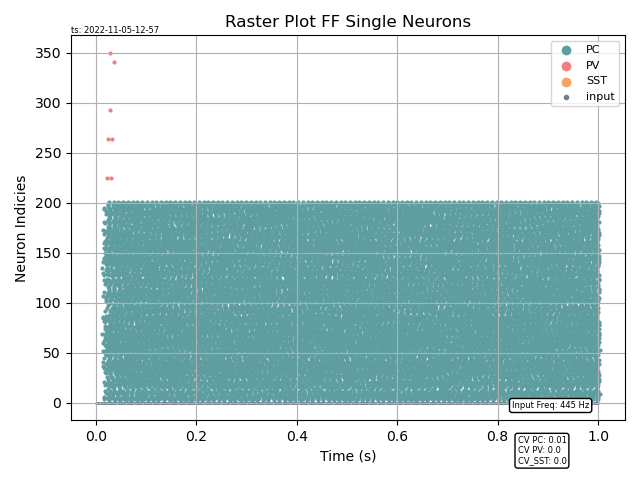 ts: 2022-11-05-12-57
Raster Plot FF Single Neurons
PC
PV
SST
input
350
300
250
200
150
100
50
0
Neuron Indicies
Input Freq: 445 Hz
0.0 0.2 0.4 0.6 0.8 1.0
Time (s)
CV PC: 0.01
CV PV: 0.0
CV_SST: 0.0